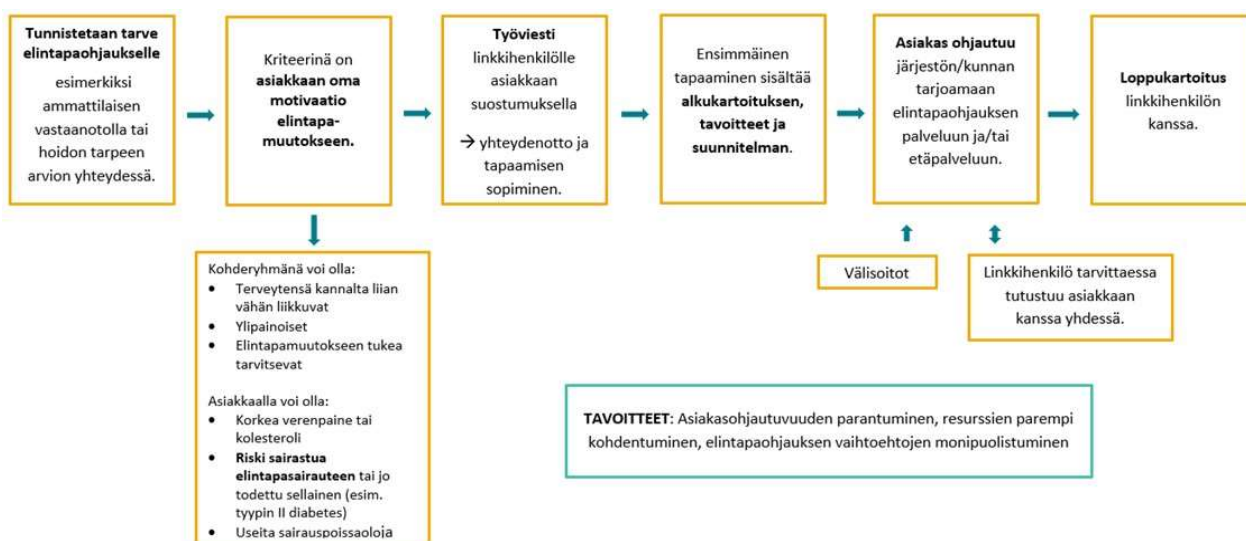 Tunnistetaan tarve
elintapaohjaukselle
esimerkiksi
ammattilaisen
vastaanotolla tai
hoidon tarpeen
arvion yhteydessä.
Kriteerinä on
asiakkaan oma
motivaatio
elintapa-
muutokseen.
Työviesti
linkkihenkilölle
asiakkaan
suostumuksella
→ yhteydenotto ja
tapaamisen
sopiminen.
Ensimmäinen
tapaaminen sisältää
alkukartoituksen,
tavoitteet ja
suunnitelman.
Asiakas ohjautuu
järjestön/kunnan
tarjoamaan
elintapaohjauksen
palveluun ja/tai
etäpalveluun.
Loppukartoitus
linkkihenkilön
kanssa.
Kohderyhmänä voi olla:
• Terveytensä kannalta liian
vähän liikkuvat
• Ylipainoiset
• Elintapamuutokseen tukea
tarvitsevat
Asiakkaalla voi olla:
• Korkea verenpaine tai
kolesteroli
• Riski sairastua
elintapasairauteen tai jo
todettu sellainen (esim.
tyypin II diabetes)
• Useita sairauspoissaoloja
Välisoitot
Linkkihenkilö tarvittaessa
tutustuu asiakkaan
kanssa yhdessä.
TAVOITTEET: Asiakasohjautuvuuden parantuminen, resurssien parempi
kohdentuminen, elintapaohjauksen vaihtoehtojen monipuolistuminen